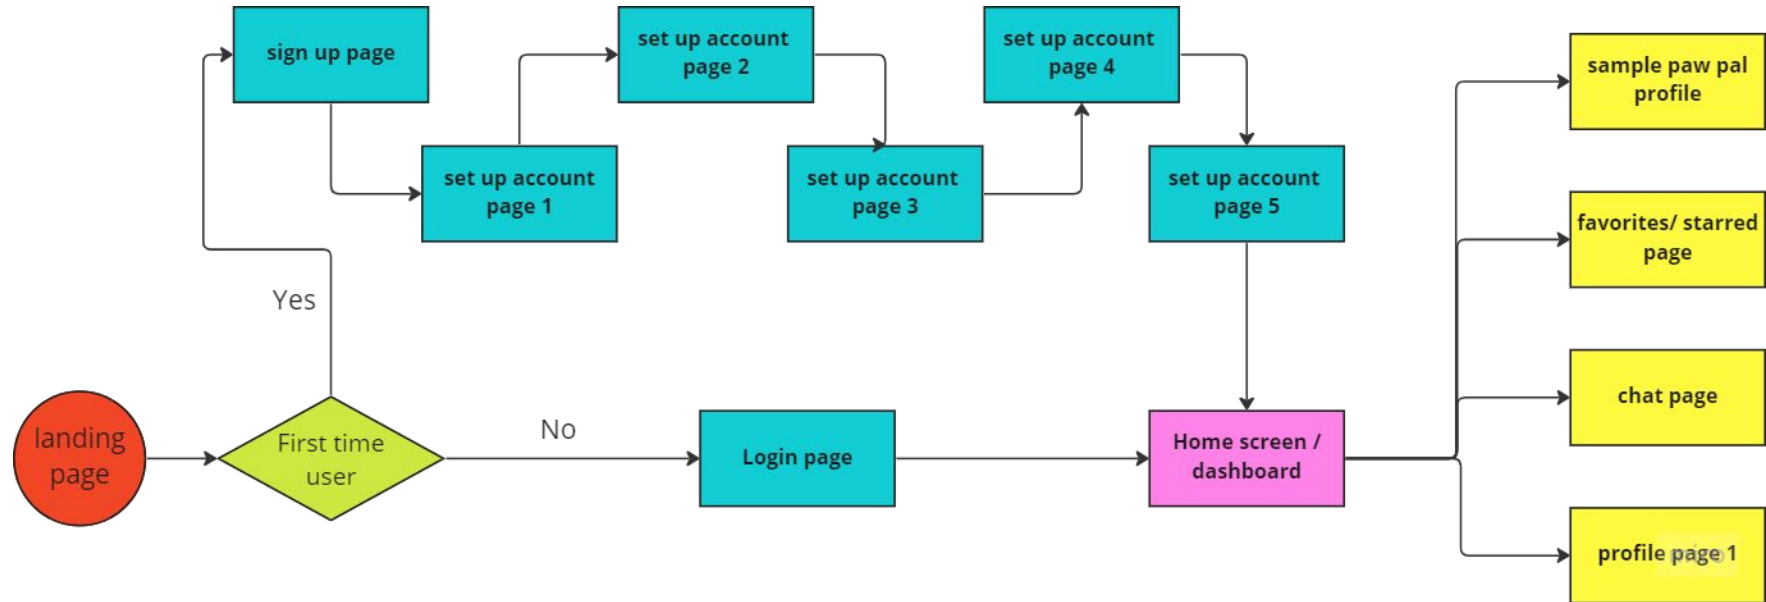 sign up page
set up account
page 2
set up account
page 4
sample paw pal
profile
set up account
page 1
set up account
page 3
set up account
page 5
favorites/ starred
page
Yes
chat page
landing
page
First time
user
No
Login page
Home screen /
dashboard
profile page 1
miro